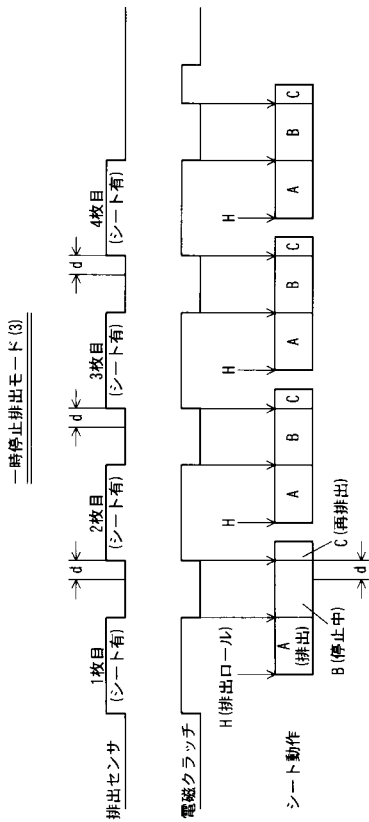 一時停止排出モード(3)
排出センサ
1枚目
(シート有)
d
2枚目
(シート有)
d
3枚目
(シート有)
d
4枚目
(シート有)
電磁クラッチ
H(排出ロール)
H
H
H
シート動作
A
(排出)
B(停止中)
C(再排出)
d
A
B
C
A
B
C
A
B
C